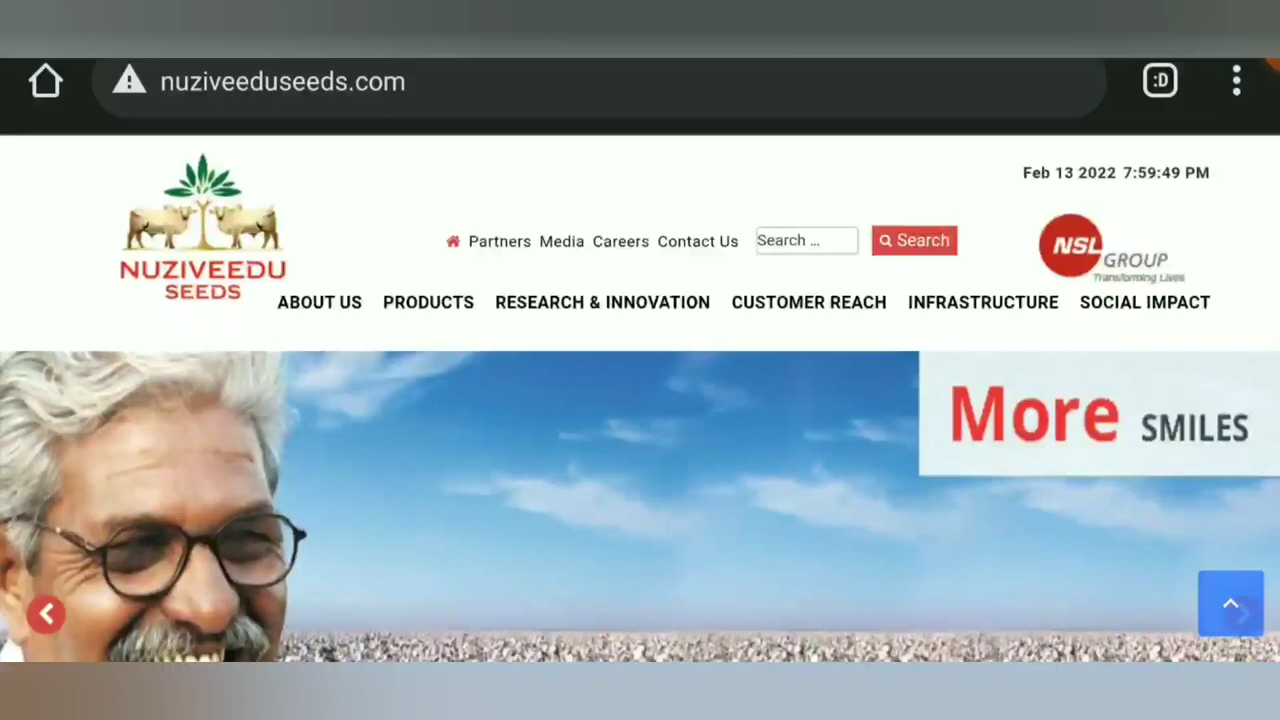 :D
nuziveeduseeds.com
Feb 13 2022 7:59:49 PM
NUZIVEEDU
SEEDS
Partners Media Careers Contact Us Search ... Search
NSL GROUP
Transforming Lives
ABOUT US PRODUCTS RESEARCH & INNOVATION CUSTOMER REACH INFRASTRUCTURE SOCIAL IMPACT
More SMILES